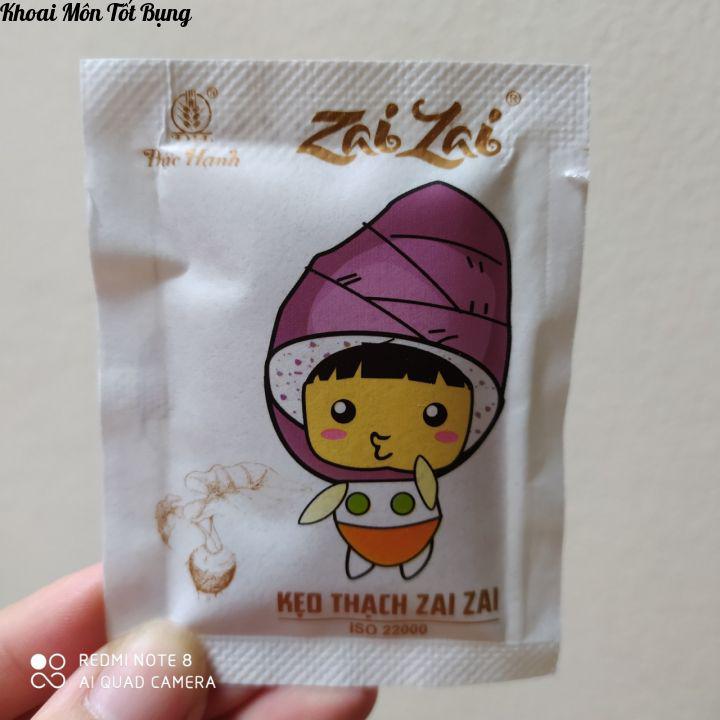 Khoai Môn Tốt Bụng
Đức Hạnh
Zai Zai
KẸO THẠCH ZAI ZAI
ISO 22000
REDMI NOTE 8
AI QUAD CAMERA